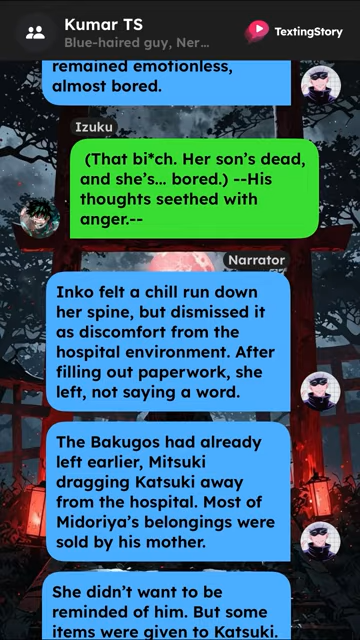 Kumar TS
Blue-haired guy, Ner...
TextingStory
remained emotionless,
almost bored.
Izuku
(That bi*ch. Her son's dead,
and she's... bored.) --His
thoughts seethed with
anger.--
Narrator
Inko felt a chill run down
her spine, but dismissed it
as discomfort from the
hospital environment. After
filling out paperwork, she
left, not saying a word.
The Bakugos had already
left earlier, Mitsuki
dragging Katsuki away
from the hospital. Most of
Midoriya's belongings were
sold by his mother.
She didn't want to be
reminded of him. But some
items were given to Katsuki.